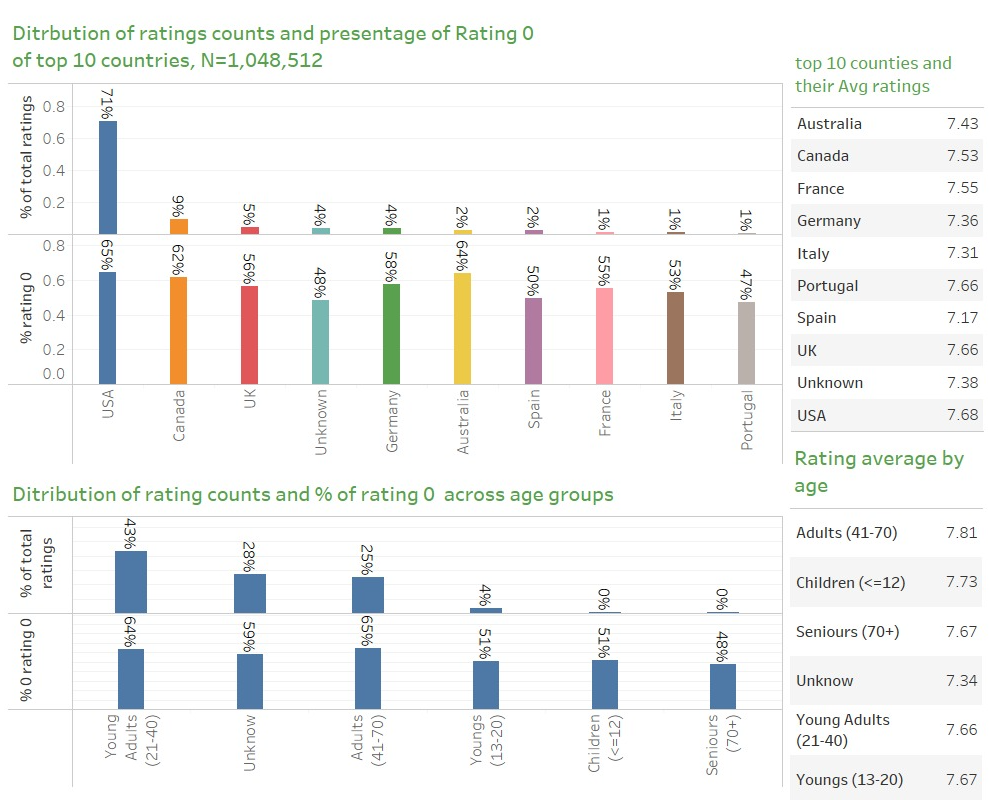 Ditrbution of ratings counts and presentage of Rating 0
of top 10 countries, N=1,048,512
% of total ratings
0.8
0.6
0.4
0.2
71%
9%
5%
4%
4%
2%
2%
1%
1%
1%
% rating 0
0.8
0.6
0.4
0.2
0.0
65%
62%
56%
48%
58%
64%
50%
55%
53%
47%
USA
Canada
UK
Unknown
Germany
Australia
Spain
France
Italy
Portugal
top 10 counties and
their Avg ratings
Australia 7.43
Canada 7.53
France 7.55
Germany 7.36
Italy 7.31
Portugal 7.66
Spain 7.17
UK 7.66
Unknown 7.38
USA 7.68
Ditribution of rating counts and % of rating 0 across age groups
% of total
ratings
43%
28%
25%
4%
0%
0%
% 0 rating 0
64%
59%
65%
51%
51%
48%
Young
Adults
(21-40)
Unknow
Adults
(41-70)
Youngs
(13-20)
Children
(<=12)
Seniours
(70+)
Rating average by
age
Adults (41-70) 7.81
Children (<=12) 7.73
Seniours (70+) 7.67
Unknow 7.34
Young Adults
(21-40) 7.66
Youngs (13-20) 7.67